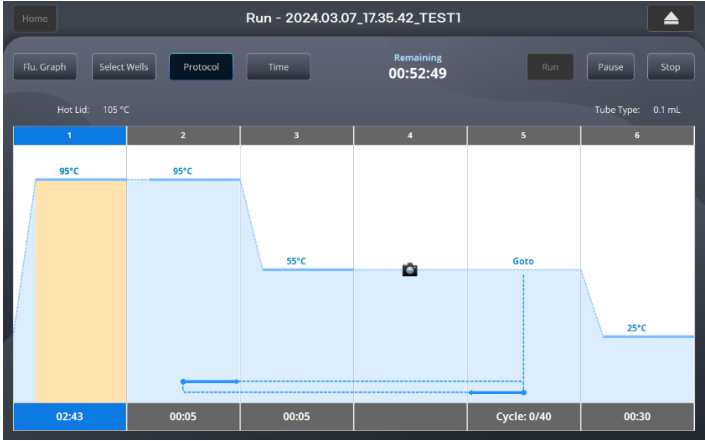 Home
Run - 2024.03.07_17.35.42_TEST1
Flu. Graph
Select Wells
Protocol
Time
Remaining
00:52:49
Run
Pause
Stop
Hot Lid: 105 °C
Tube Type: 0.1 mL
1 2 3 4 5 6
95°C 95°C
55°C
Goto
25°C
02:43 00:05 00:05 Cycle: 0/40 00:30